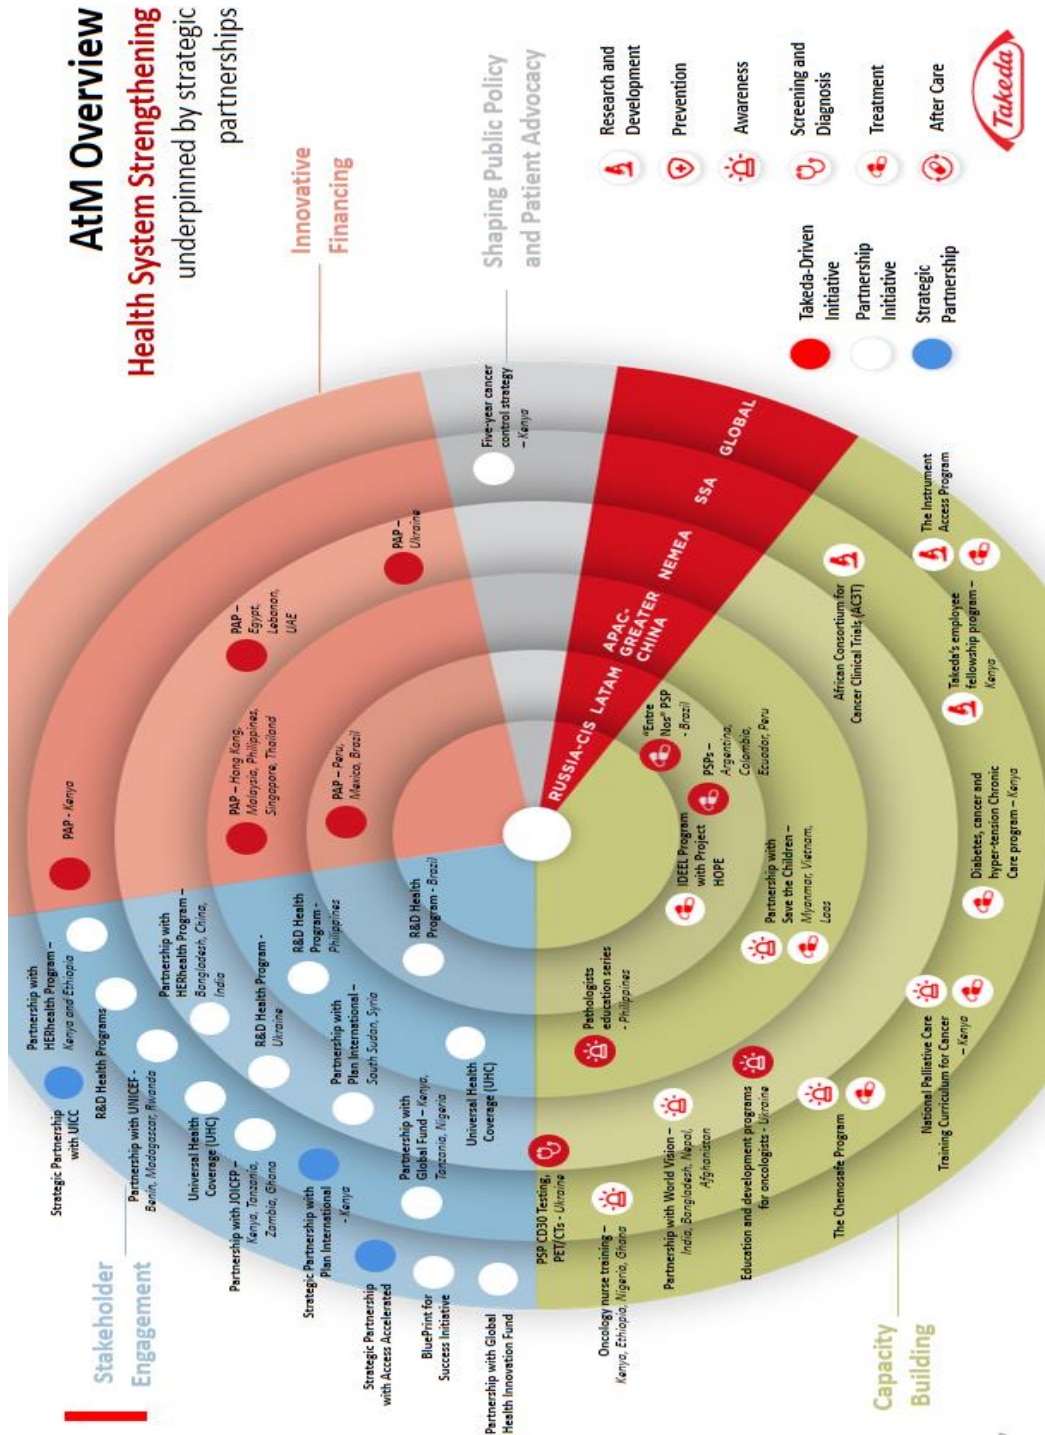 AtM Overview
Health System Strengthening
underpinned by strategic
partnerships
Stakeholder
Engagement
Innovative
Financing
Shaping Public Policy
and Patient Advocacy
Capacity
Building
Strategic Partnership
with UICC
Partnership with
HERhealth Program –
Kenya and Ethiopia
R&D Health Programs
Partnership with UNICEF -
Benin, Madagascar, Rwanda
Universal Health
Coverage (UHC)
Partnership with JOICFP –
Kenya, Tanzania,
Zambia, Ghana
Strategic Partnership with
Plan International
- Kenya
Strategic Partnership
with Access Accelerated
BluePrint for
Success Initiative
Partnership with Global
Health Innovation Fund
Partnership with
HERhealth Program –
Bangladesh, China,
India
R&D Health Program -
Ukraine
R&D Health
Program -
Philippines
Partnership with
Plan International –
South Sudan, Syria
Partnership with
Global Fund – Kenya,
Tanzania, Nigeria
R&D Health
Program - Brazil
Universal Health
Coverage (UHC)
PAP - Kenya
PAP – Hong Kong,
Malaysia, Philippines,
Singapore, Thailand
PAP –
Egypt,
Lebanon,
UAE
PAP – Peru,
Mexico, Brazil
PAP –
Ukraine
Five-year cancer
control strategy
– Kenya
RUSSIA-CIS
LATAM
APAC-
GREATER
CHINA
NEMEA
SSA
GLOBAL
"Entre
Nos" PSP
- Brazil
PSPs –
Argentina,
Colombia,
Ecuador, Peru
IDEEL Program
with Project
HOPE
Partnership with
Save the Children –
Myanmar, Vietnam,
Laos
Pathologists
education series
- Philippines
PSP CD30 Testing,
PET/CTs - Ukraine
Oncology nurse training –
Kenya, Ethiopia, Nigeria, Ghana
Partnership with World Vision –
India, Bangladesh, Nepal,
Afghanistan
Education and development programs
for oncologists - Ukraine
The Chemosafe Program
National Palliative Care
Training Curriculum for Cancer
– Kenya
Diabetes, cancer and
hyper-tension Chronic
Care program – Kenya
Takeda's employee
fellowship program –
Kenya
African Consortium for
Cancer Clinical Trials (AC3T)
The Instrument
Access Program
Takeda-Driven
Initiative
Partnership
Initiative
Strategic
Partnership
Research and
Development
Prevention
Awareness
Screening and
Diagnosis
Treatment
After Care
Takeda